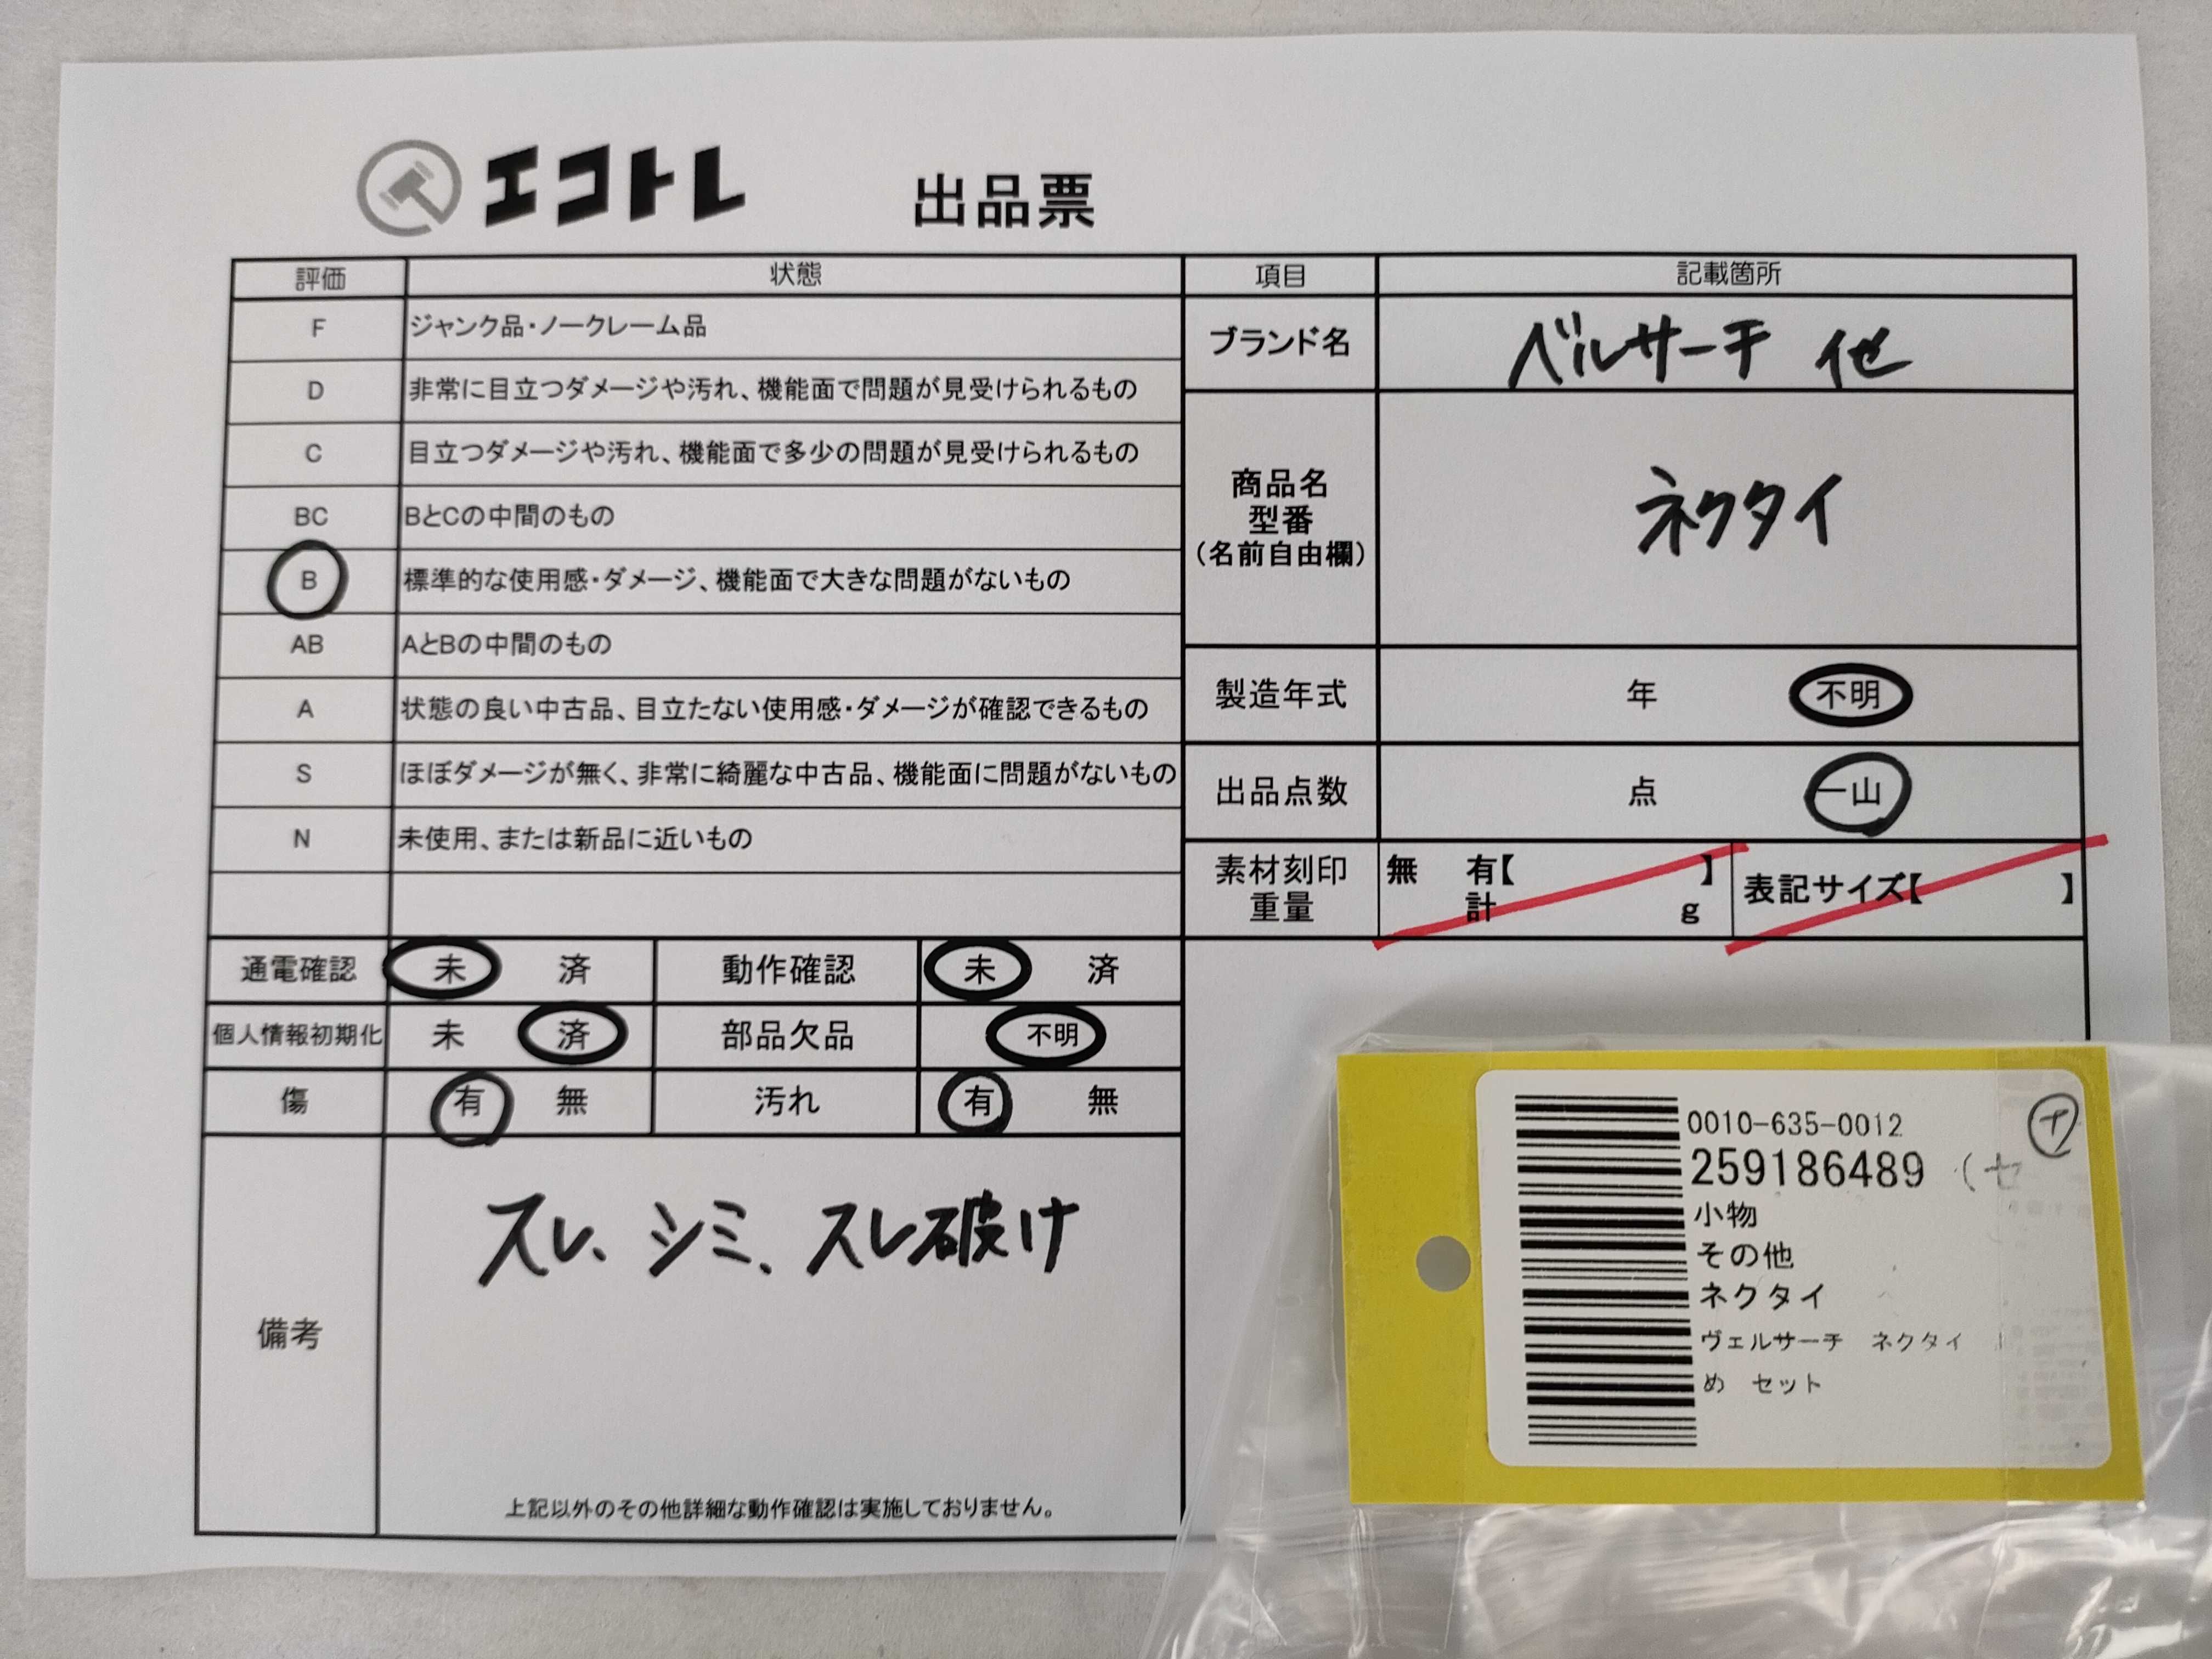 エコトレ 出品票
評価 状態
F ジャンク品・ノークレーム品
D 非常に目立つダメージや汚れ、機能面で問題が見受けられるもの
C 目立つダメージや汚れ、機能面で多少の問題が見受けられるもの
BC BとCの中間のもの
B 標準的な使用感・ダメージ、機能面で大きな問題がないもの
AB AとBの中間のもの
A 状態の良い中古品、目立たない使用感・ダメージが確認できるもの
S ほぼダメージが無く、非常に綺麗な中古品、機能面に問題がないもの
N 未使用、または新品に近いもの
通電確認 未 済 動作確認 未 済
個人情報初期化 未 済 部品欠品 不明
傷 有 無 汚れ 有 無
備考
スレ、シミ、スレ破け
上記以外のその他詳細な動作確認は実施しておりません。
項目 記載箇所
ブランド名 ベルサーチ 他
商品名
型番
(名前自由欄)
ネクタイ
製造年式 年 不明
出品点数 点 一山
素材刻印 無 有【 】
重量 計 g
表記サイズ【 】
0010-635-0012
259186489
小物
その他
ネクタイ
ヴェルサーチ ネクタイ
め セット